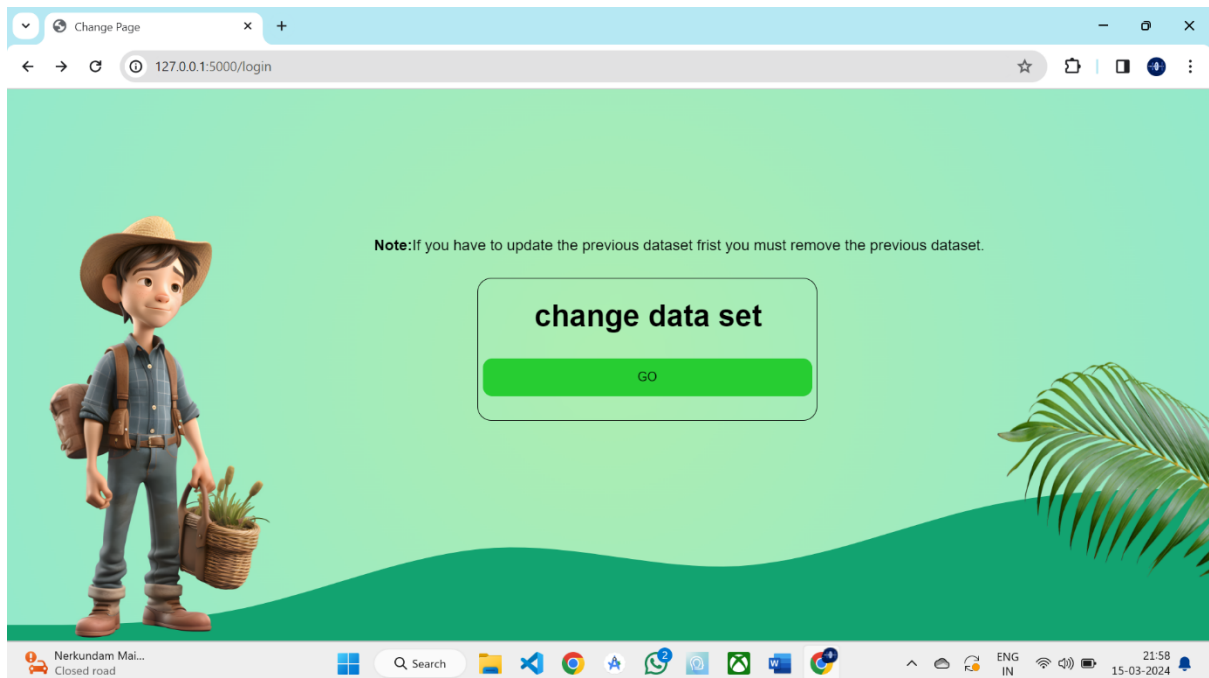 Change Page
127.0.0.1:5000/login
Note:If you have to update the previous dataset frist you must remove the previous dataset.
change data set
GO
Nerkundam Mai...
Closed road
Search
2
ENG
IN
21:58
15-03-2024